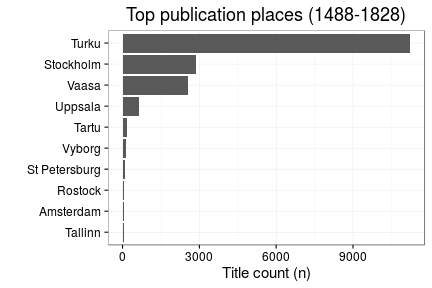 Top publication places (1488-1828)
Turku
Stockholm
Vaasa
Uppsala
Tartu
Vyborg
St Petersburg
Rostock
Amsterdam
Tallinn
0 3000 6000 9000
Title count (n)